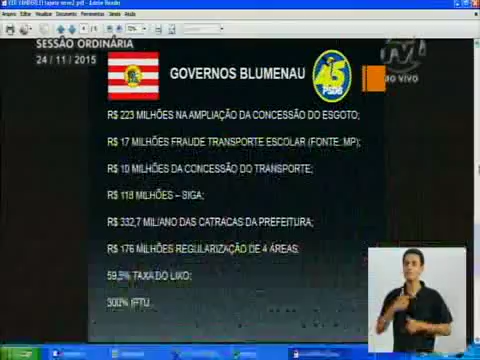 SESSÃO ORDINÁRIA
24 / 11 / 2015
GOVERNOS BLUMENAU
45
PSDB
AO VIVO
R$ 223 MILHÕES NA AMPLIAÇÃO DA CONCESSÃO DO ESGOTO;
R$ 17 MILHÕES FRAUDE TRANSPORTE ESCOLAR (FONTE: MP);
R$ 10 MILHÕES DA CONCESSÃO DO TRANSPORTE;
R$ 118 MILHÕES – SIGA;
R$ 332,7 MIL/ANO DAS CATRACAS DA PREFEITURA;
R$ 176 MILHÕES REGULARIZAÇÃO DE 4 ÁREAS;
59,5% TAXA DO LIXO;
300% IPTU